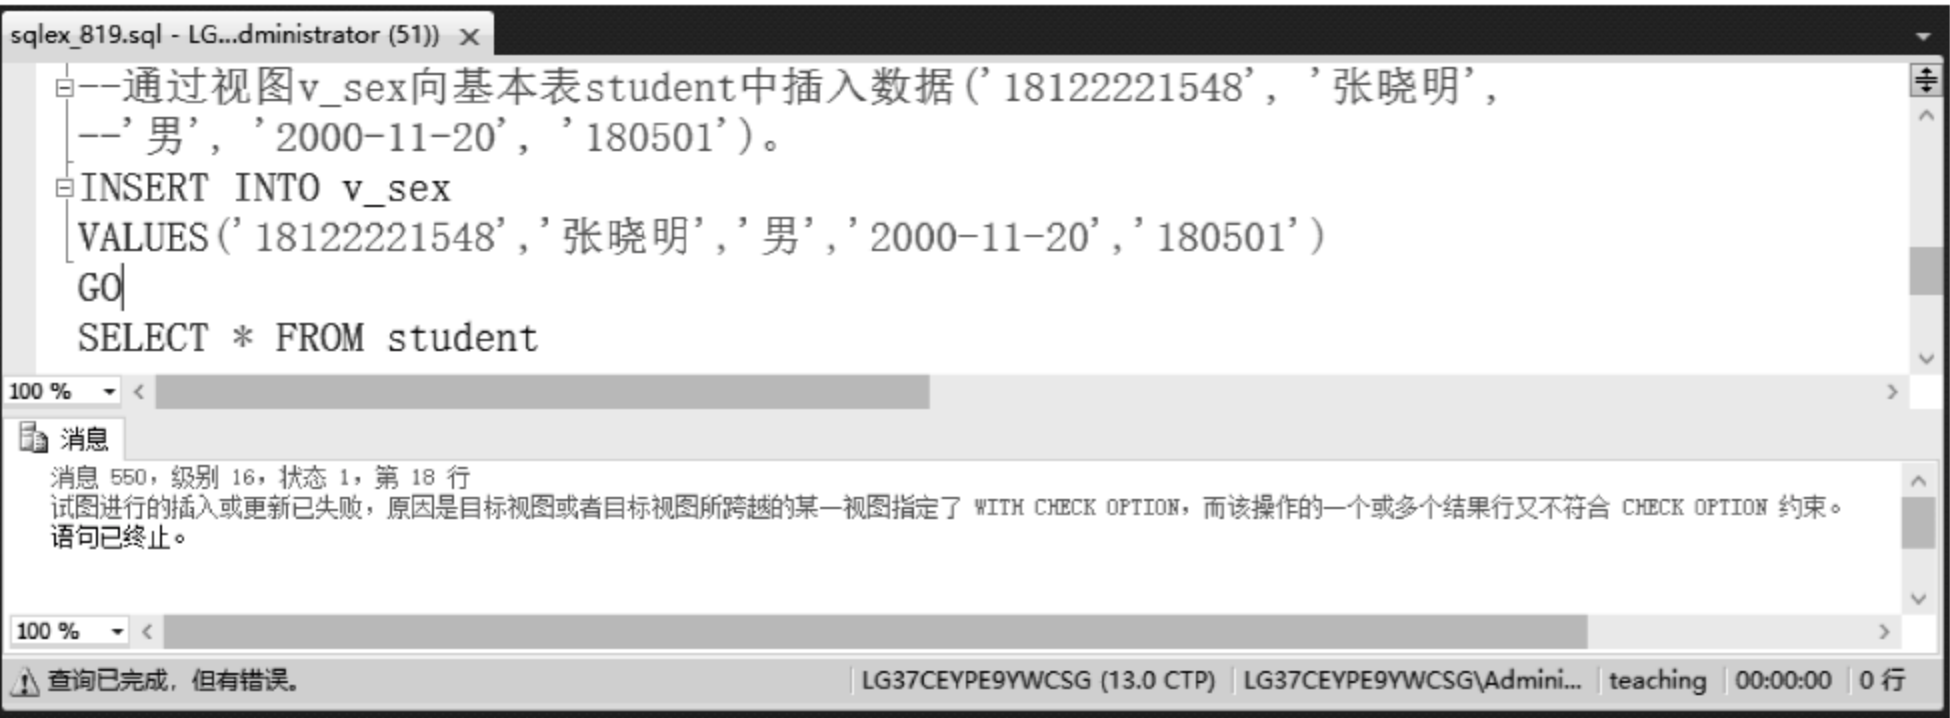 sqlex_819.sql - LG...dministrator (51))
--通过视图v_sex向基本表student中插入数据('18122221548', '张晓明',
--'男', '2000-11-20', '180501')。
INSERT INTO v_sex
VALUES('18122221548','张晓明','男','2000-11-20','180501')
GO
SELECT * FROM student
100 %
消息
消息 550，级别 16，状态 1，第 18 行
试图进行的插入或更新已失败，原因是目标视图或者目标视图所跨越的某一视图指定了 WITH CHECK OPTION，而该操作的一个或多个结果行又不符合 CHECK OPTION 约束。
语句已终止。
100 %
查询已完成，但有错误。 LG37CEYPE9YWCSG (13.0 CTP) LG37CEYPE9YWCSG\Admini... teaching 00:00:00 0 行